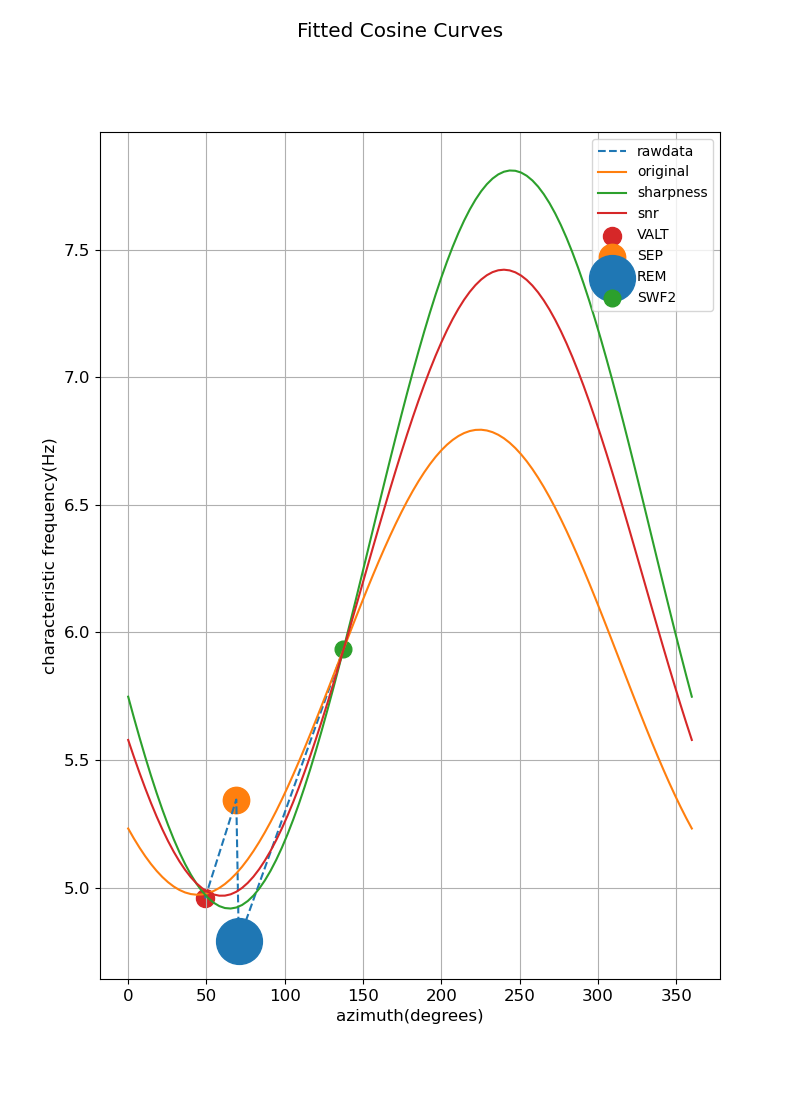 Fitted Cosine Curves
rawdata
original
sharpness
snr
VALT
SEP
REM
SWF2
characteristic frequency(Hz)
7.5
7.0
6.5
6.0
5.5
5.0
0 50 100 150 200 250 300 350
azimuth(degrees)